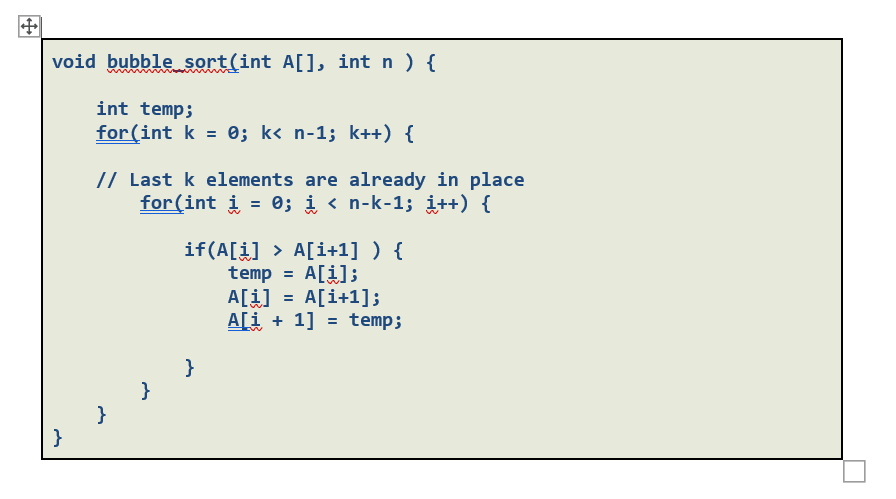 void bubble_sort(int A[], int n ) {
int temp;
for(int k = 0; k< n-1; k++) {
// Last k elements are already in place
for(int i = 0; i < n-k-1; i++) {
if(A[i] > A[i+1] ) {
temp = A[i];
A[i] = A[i+1];
A[i + 1] = temp;
}
}
}
}